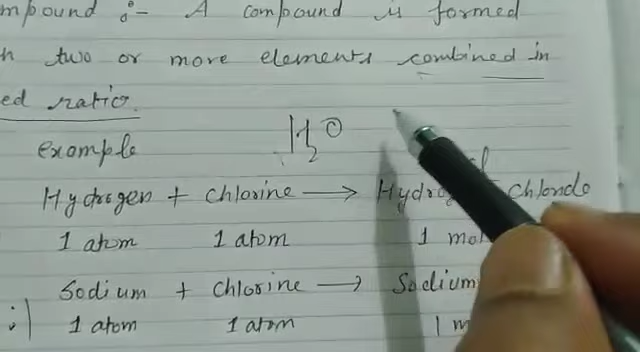 mpound :- A compound is formed
h two or more elements combined in
ed ratio.
H2O
example
Hydrogen + chlorine → chloride
1 atom 1 atom 1 mol
Sodium + chlorine → Sodium
:) 1 atom 1 atom 1 m